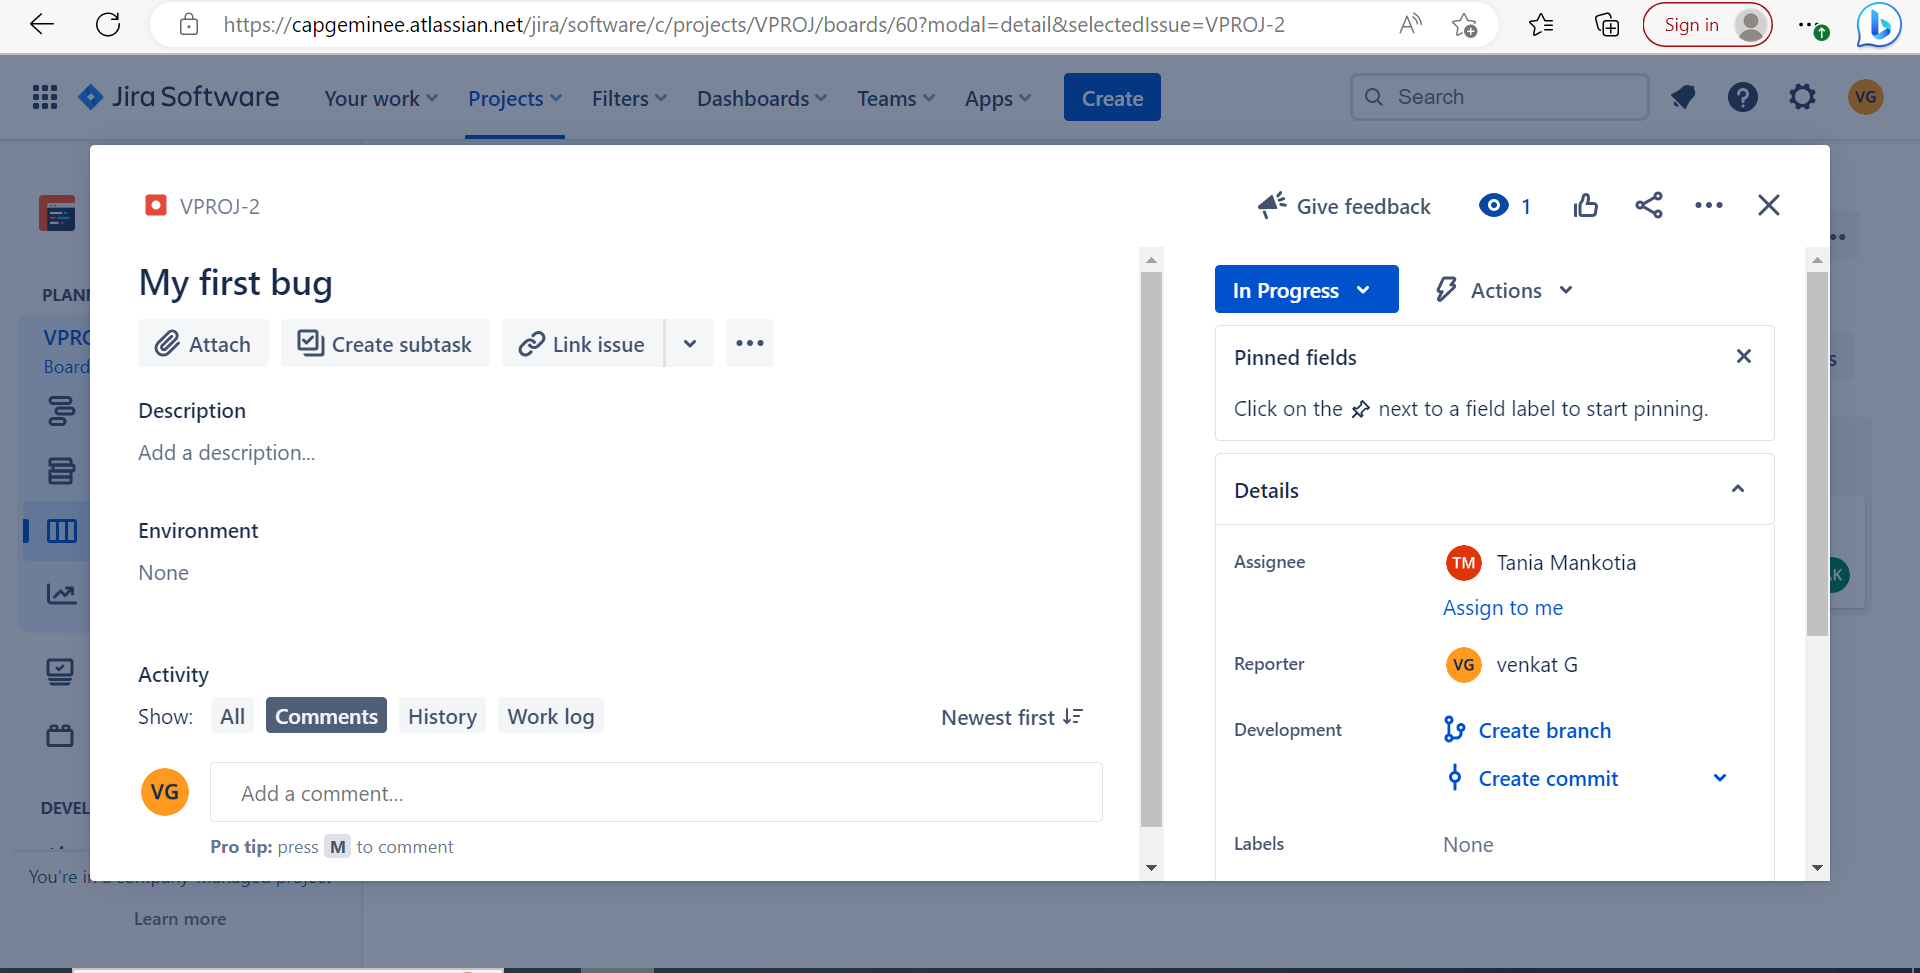 https://capgeminee.atlassian.net/jira/software/c/projects/VPROJ/boards/60?modal=detail&selectedIssue=VPROJ-2
Sign in
Jira Software
Your work
Projects
Filters
Dashboards
Teams
Apps
Create
Search
VG
VPROJ-2
Give feedback
1
My first bug
Attach
Create subtask
Link issue
Description
Add a description...
Environment
None
Activity
Show:
All
Comments
History
Work log
Newest first
VG
Add a comment...
Pro tip: press M to comment
In Progress
Actions
Pinned fields
Click on the next to a field label to start pinning.
Details
Assignee
TM Tania Mankotia
Assign to me
Reporter
VG venkat G
Development
Create branch
Create commit
Labels
None
PLANN
VPRO
Board
DEVEL
You're in a company-managed project
Learn more